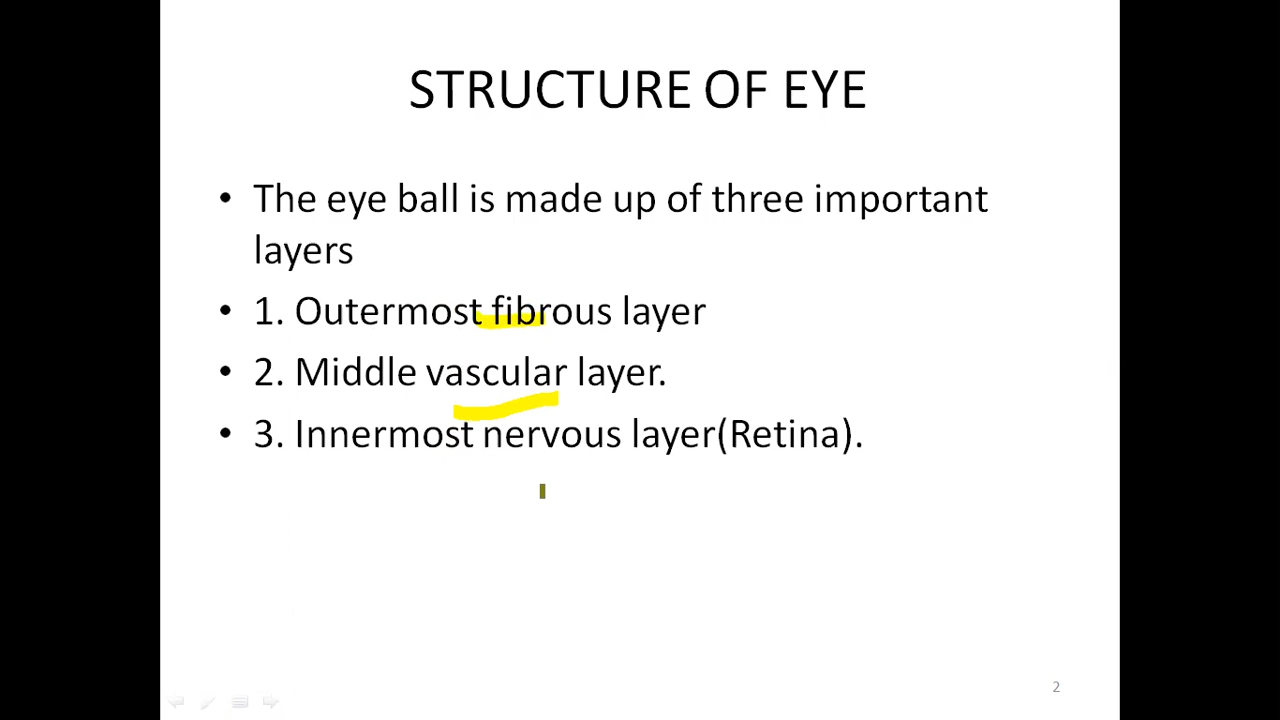 STRUCTURE OF EYE
• The eye ball is made up of three important
layers
• 1. Outermost fibrous layer
• 2. Middle vascular layer.
• 3. Innermost nervous layer(Retina).
2